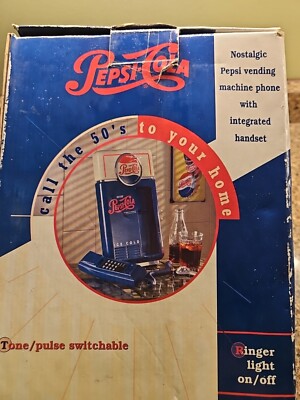 PEPSI-COLA
Nostalgic
Pepsi vending
machine phone
with
integrated
handset
call the 50's to your home
PEPSI-COLA
ICE COLD
Tone/pulse switchable
Ringer
light
on/off